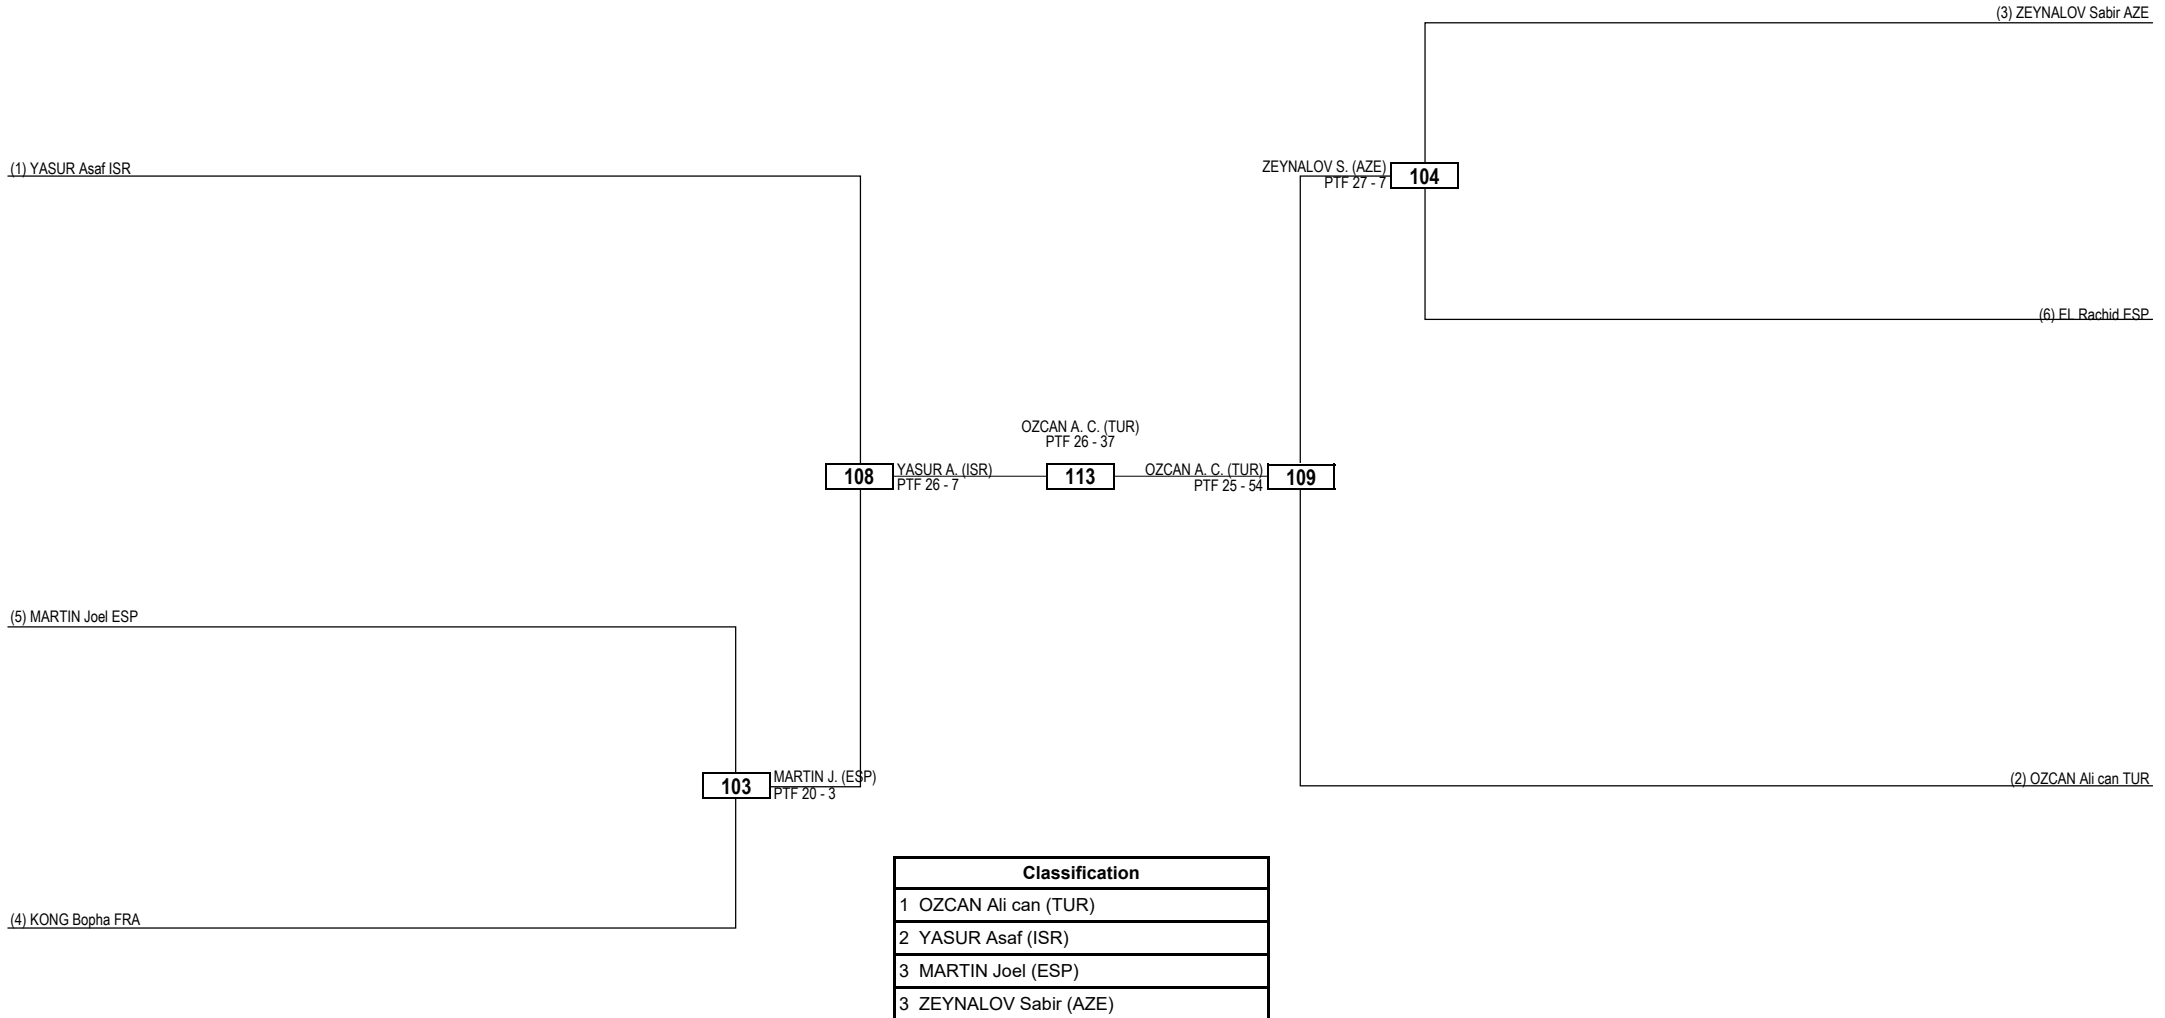 (3) ZEYNALOV Sabir AZE
(1) YASUR Asaf ISR
ZEYNALOV S. (AZE)
PTF 27 - 7
104
(6) EL Rachid ESP
OZCAN A. C. (TUR)
PTF 26 - 37
108
YASUR A. (ISR)
PTF 26 - 7
113
OZCAN A. C. (TUR)
PTF 25 - 54
109
(5) MARTIN Joel ESP
103
MARTIN J. (ESP)
PTF 20 - 3
(2) OZCAN Ali can TUR
(4) KONG Bopha FRA
Classification
1 OZCAN Ali can (TUR)
2 YASUR Asaf (ISR)
3 MARTIN Joel (ESP)
3 ZEYNALOV Sabir (AZE)